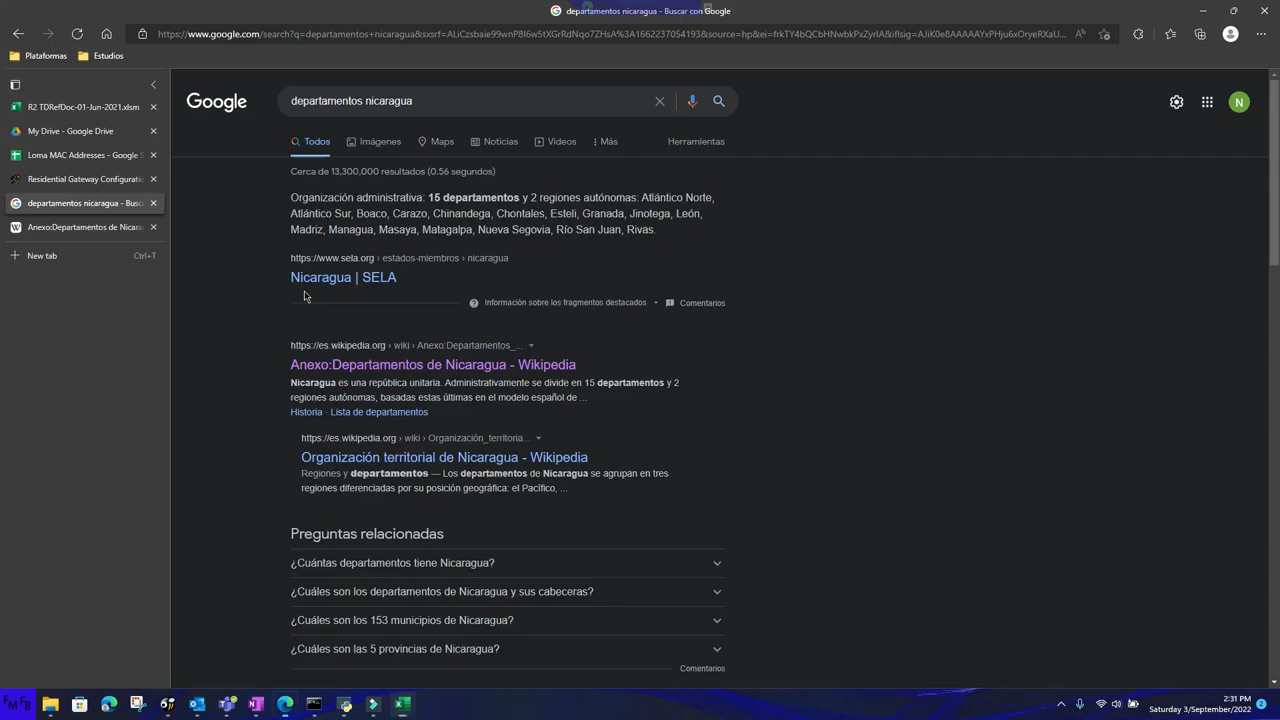 departamentos nicaragua - Buscar con Google
https://www.google.com/search?q=departamentos+nicaragua&
Plataformas
Estudios
R2 TDRefDoc-01-Jun-2021.xlsm
My Drive - Google Drive
Loma MAC Addresses - Google S
Residential Gateway Configuratio
departamentos nicaragua - Busc
Anexo:Departamentos de Nicara
New tab
Ctrl+T
Google
departamentos nicaragua
N
Todos
Imágenes
Maps
Noticias
Videos
Más
Herramientas
Cerca de 13,300,000 resultados (0.56 segundos)
Organización administrativa: 15 departamentos y 2 regiones autónomas: Atlántico Norte,
Atlántico Sur, Boaco, Carazo, Chinandega, Chontales, Esteli, Granada, Jinotega, León,
Madriz, Managua, Masaya, Matagalpa, Nueva Segovia, Río San Juan, Rivas.
https://www.sela.org › estados-miembros › nicaragua
Nicaragua | SELA
Información sobre los fragmentos destacados
Comentarios
https://es.wikipedia.org › wiki › Anexo:Departamentos_...
Anexo:Departamentos de Nicaragua - Wikipedia
Nicaragua es una república unitaria. Administrativamente se divide en 15 departamentos y 2
regiones autónomas, basadas estas últimas en el modelo español de ...
Historia · Lista de departamentos
https://es.wikipedia.org › wiki › Organización_territoria...
Organización territorial de Nicaragua - Wikipedia
Regiones y departamentos — Los departamentos de Nicaragua se agrupan en tres
regiones diferenciadas por su posición geográfica: el Pacífico, ...
Preguntas relacionadas
¿Cuántas departamentos tiene Nicaragua?
¿Cuáles son los departamentos de Nicaragua y sus cabeceras?
¿Cuáles son los 153 municipios de Nicaragua?
¿Cuáles son las 5 provincias de Nicaragua?
Comentarios
2:31 PM
Saturday 3/September/2022
2